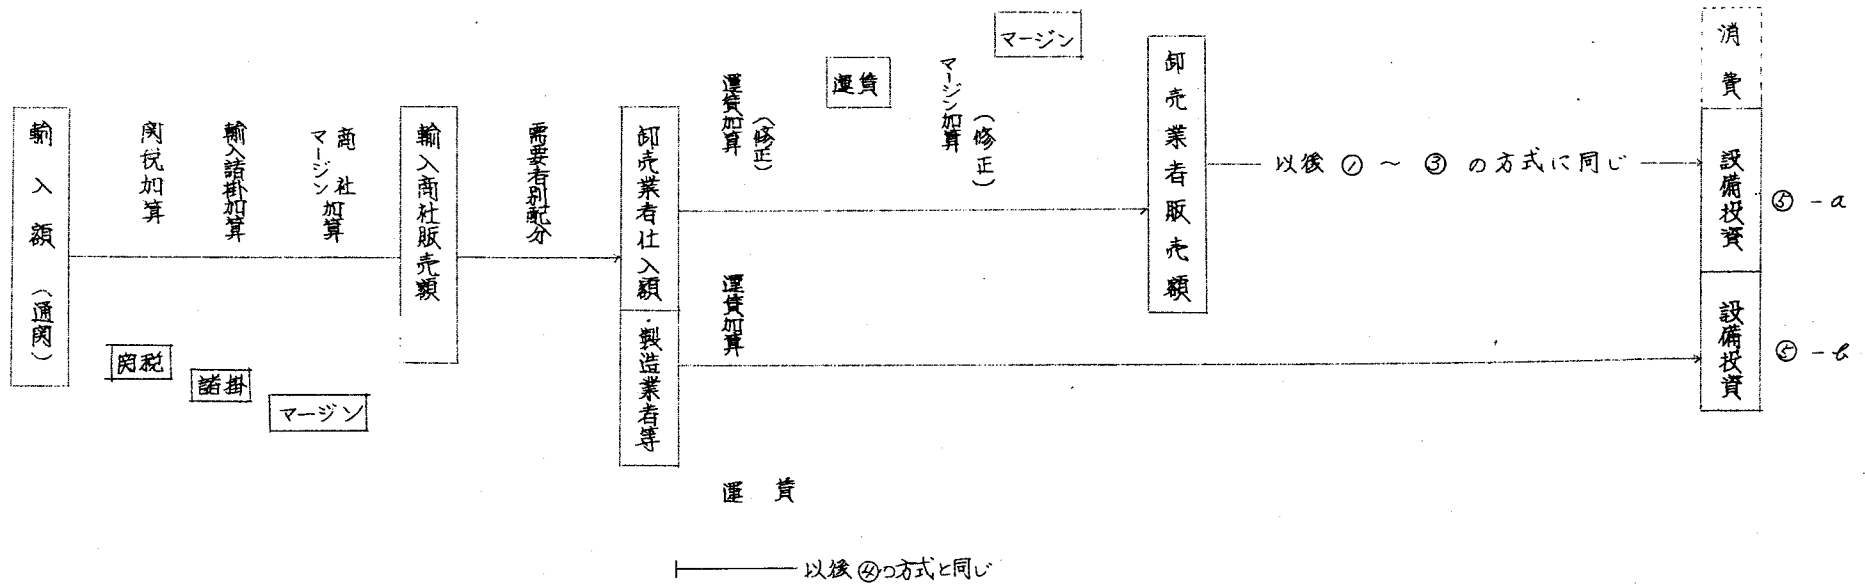 輸入額（通関）
関税加算
輸入諸掛加算
商社
マージン加算
関税
諸掛
マージン
輸入商社販売額
需要者別配分
卸売業者仕入額
・製造業者等
運賃加算
（修正）
運賃
マージン加算
（修正）
マージン
卸売業者販売額
以後 ① ～ ③ の方式に同じ
消費
設備投資
⑤ - a
運賃加算
設備投資
⑤ - b
運賃
以後④の方式と同じ